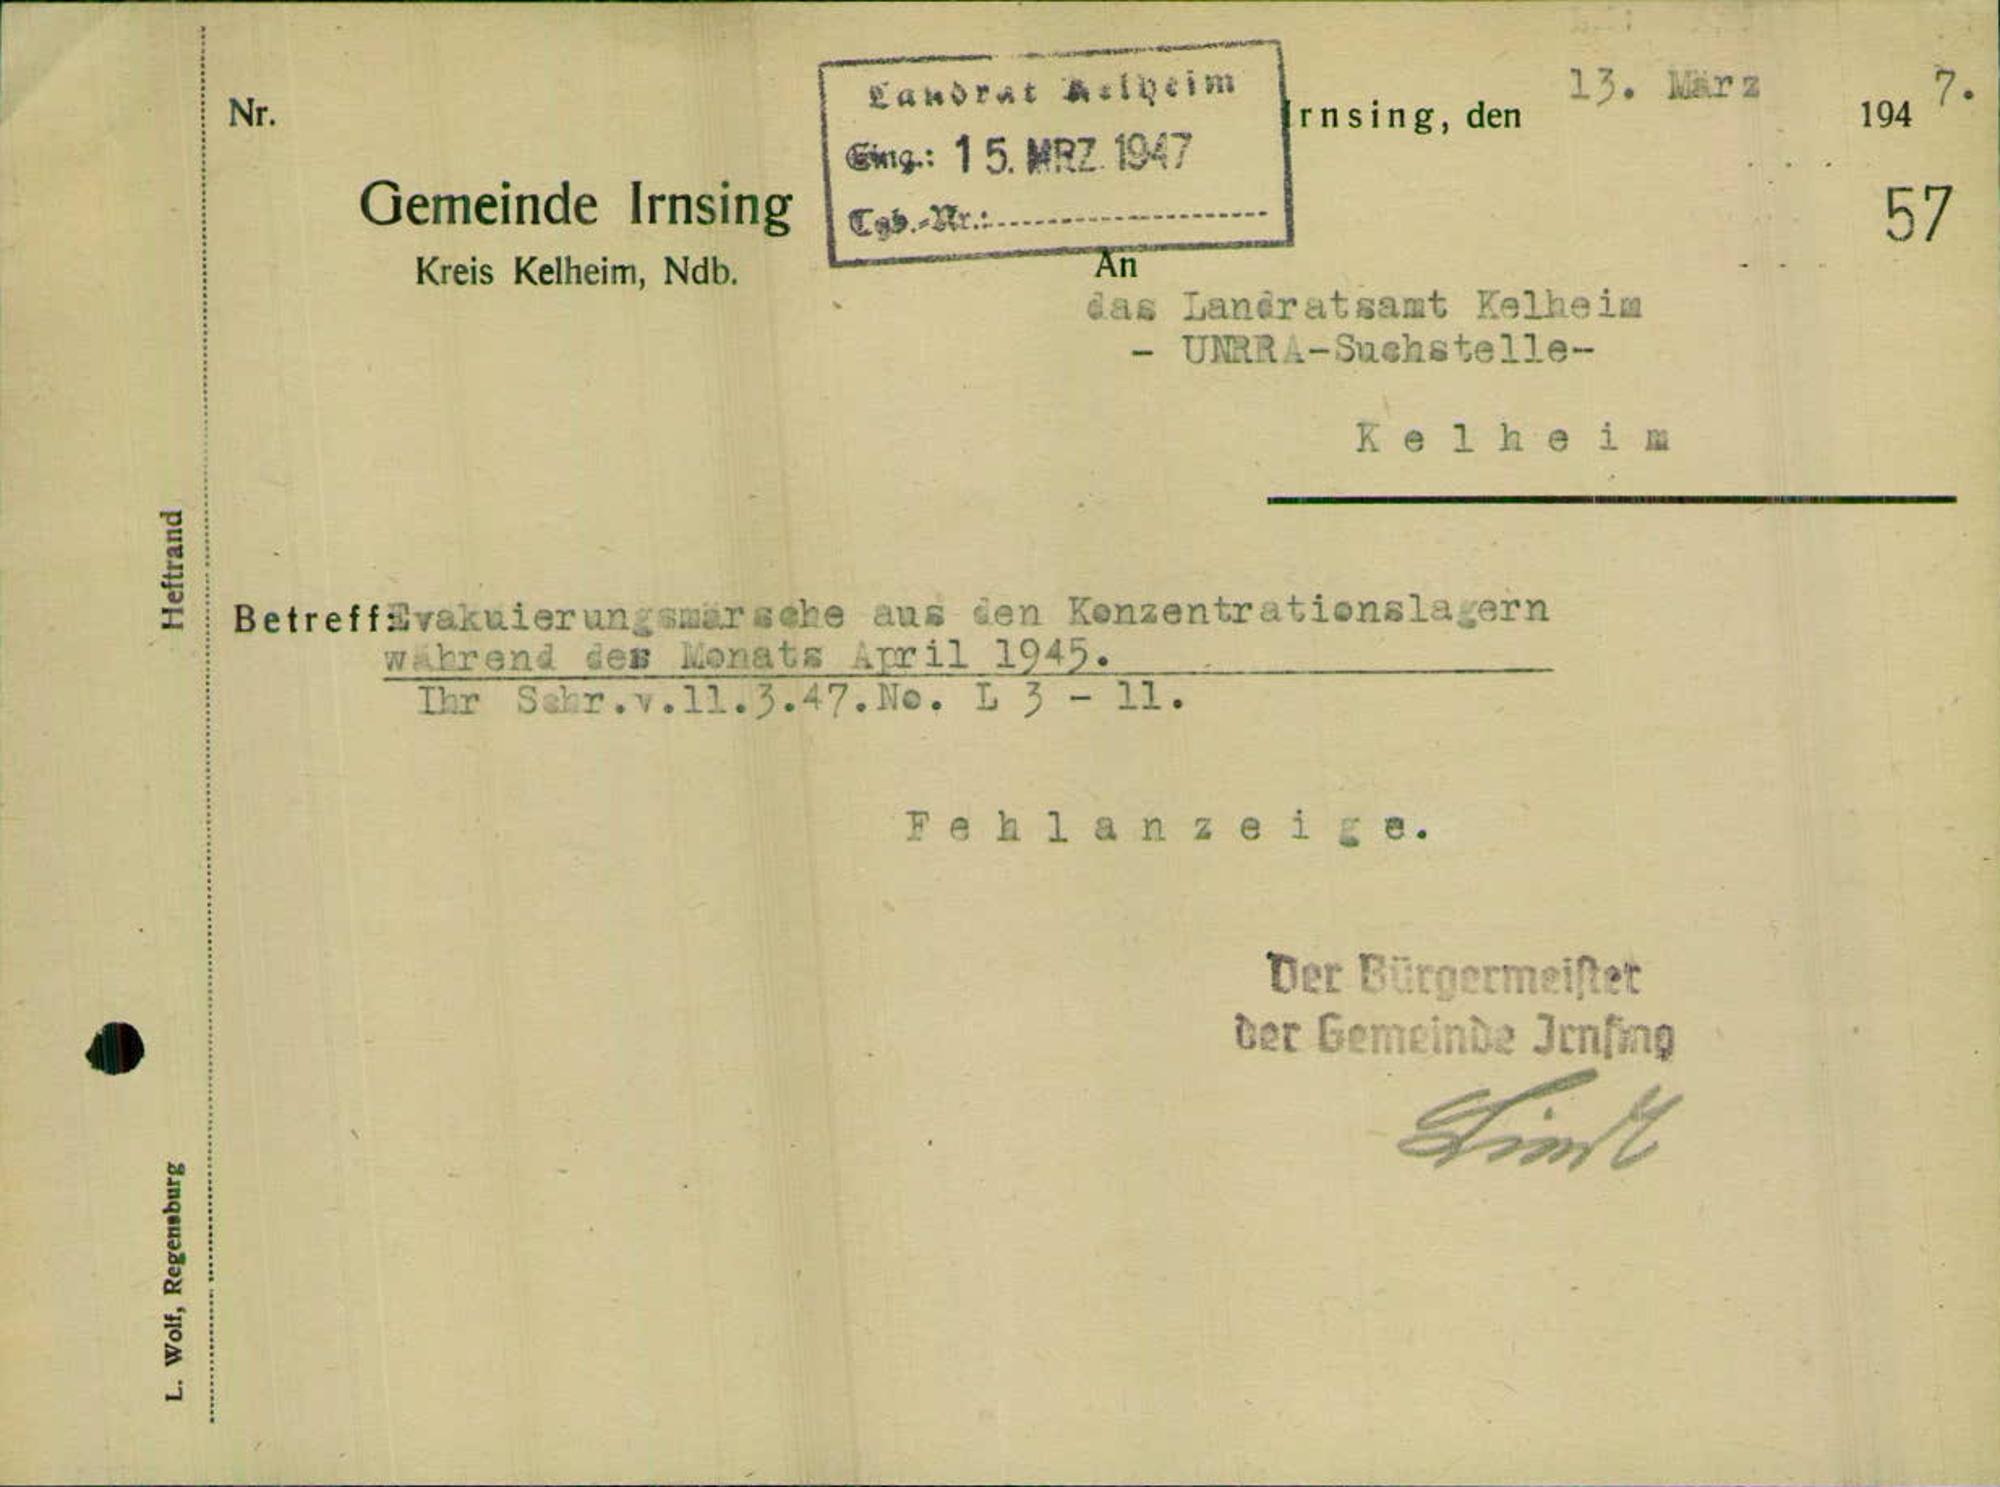 Nr.
Landrat Kelheim
Eing.: 15. MRZ. 1947
Tgb.-Nr.:
Irnsing, den 13. März 1947.
57
Gemeinde Irnsing
Kreis Kelheim, Ndb.
An
das Landratsamt Kelheim
- UNRRA-Suchstelle-
Kelheim
Heftrand
Betreff: Evakuierungsmärsche aus den Konzentrationslagern
während des Monats April 1945.
Ihr Schr.v.11.3.47.No. L 3 - 11.
Fehlanzeige.
Der Bürgermeister
der Gemeinde Irnsing
L. Wolf, Regensburg